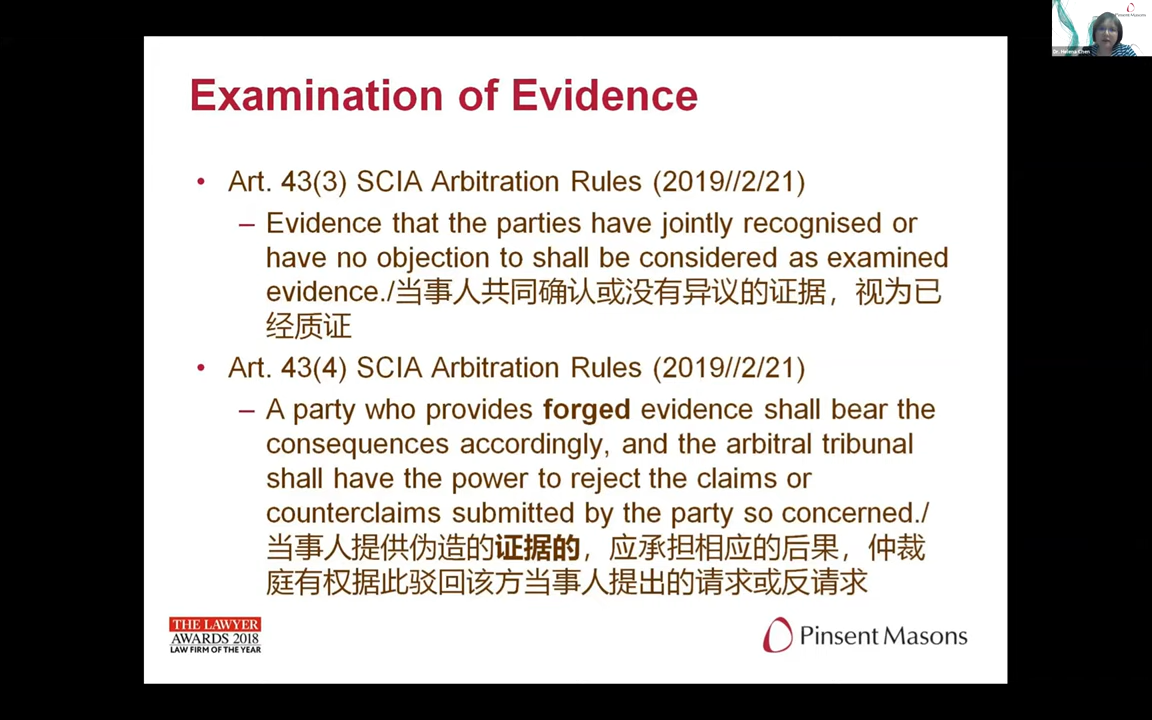 Pinsent Masons
Dr. Helena Chen
Examination of Evidence
• Art. 43(3) SCIA Arbitration Rules (2019//2/21)
– Evidence that the parties have jointly recognised or
have no objection to shall be considered as examined
evidence./当事人共同确认或没有异议的证据，视为已
经质证
• Art. 43(4) SCIA Arbitration Rules (2019//2/21)
– A party who provides forged evidence shall bear the
consequences accordingly, and the arbitral tribunal
shall have the power to reject the claims or
counterclaims submitted by the party so concerned./
当事人提供伪造的证据的，应承担相应的后果，仲裁
庭有权据此驳回该方当事人提出的请求或反请求
THE LAWYER
AWARDS 2018
LAW FIRM OF THE YEAR
Pinsent Masons